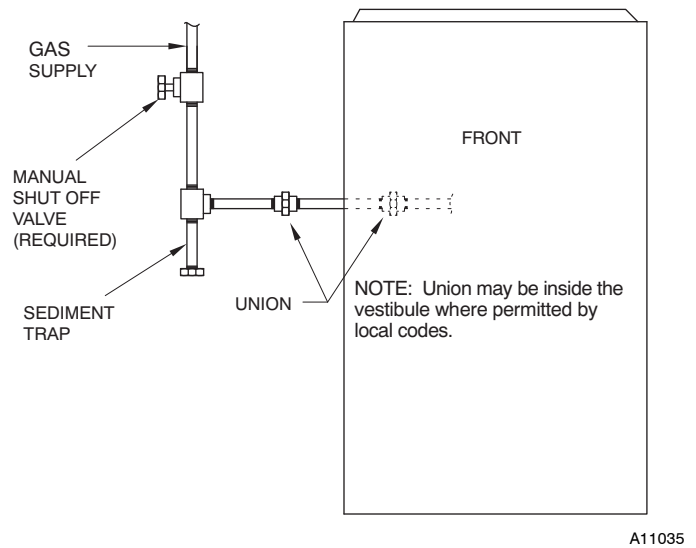 GAS
SUPPLY
FRONT
MANUAL
SHUT OFF
VALVE
(REQUIRED)
SEDIMENT
TRAP
UNION
NOTE: Union may be inside the
vestibule where permitted by
local codes.
A11035